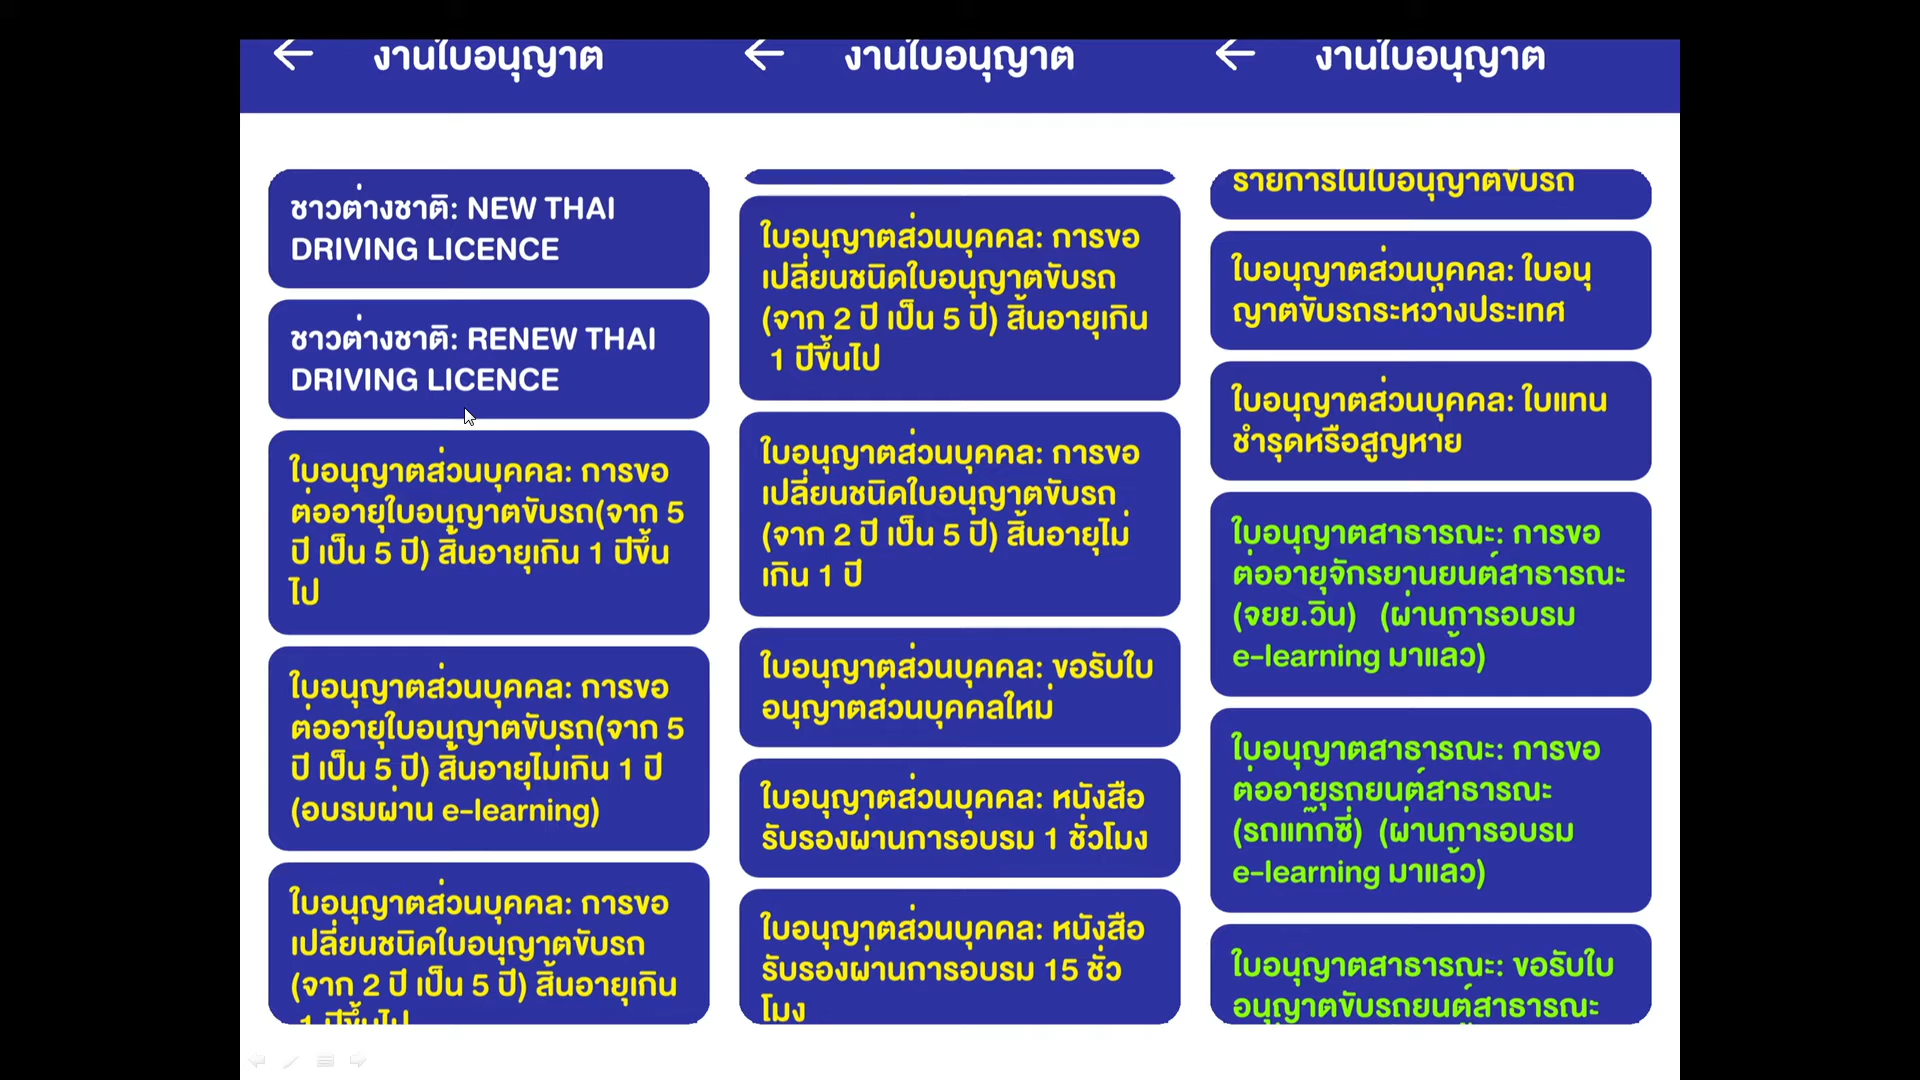 งานใบอนุญาต
ชาวต่างชาติ: NEW THAI
DRIVING LICENCE
ชาวต่างชาติ: RENEW THAI
DRIVING LICENCE
ใบอนุญาตส่วนบุคคล: การขอ
ต่ออายุใบอนุญาตขับรถ(จาก 5
ปี เป็น 5 ปี) สิ้นอายุเกิน 1 ปีขึ้น
ไป
ใบอนุญาตส่วนบุคคล: การขอ
ต่ออายุใบอนุญาตขับรถ(จาก 5
ปี เป็น 5 ปี) สิ้นอายุไม่เกิน 1 ปี
(อบรมผ่าน e-learning)
ใบอนุญาตส่วนบุคคล: การขอ
เปลี่ยนชนิดใบอนุญาตขับรถ
(จาก 2 ปี เป็น 5 ปี) สิ้นอายุเกิน
1 ปีขึ้นไป
งานใบอนุญาต
ใบอนุญาตส่วนบุคคล: การขอ
เปลี่ยนชนิดใบอนุญาตขับรถ
(จาก 2 ปี เป็น 5 ปี) สิ้นอายุเกิน
1 ปีขึ้นไป
ใบอนุญาตส่วนบุคคล: การขอ
เปลี่ยนชนิดใบอนุญาตขับรถ
(จาก 2 ปี เป็น 5 ปี) สิ้นอายุไม่
เกิน 1 ปี
ใบอนุญาตส่วนบุคคล: ขอรับใบ
อนุญาตส่วนบุคคลใหม่
ใบอนุญาตส่วนบุคคล: หนังสือ
รับรองผ่านการอบรม 1 ชั่วโมง
ใบอนุญาตส่วนบุคคล: หนังสือ
รับรองผ่านการอบรม 15 ชั่ว
โมง
งานใบอนุญาต
รายการในใบอนุญาตขับรถ
ใบอนุญาตส่วนบุคคล: ใบอนุ
ญาตขับรถระหว่างประเทศ
ใบอนุญาตส่วนบุคคล: ใบแทน
ชำรุดหรือสูญหาย
ใบอนุญาตสาธารณะ: การขอ
ต่ออายุจักรยานยนต์สาธารณะ
(จยย.วิน) (ผ่านการอบรม
e-learning มาแล้ว)
ใบอนุญาตสาธารณะ: การขอ
ต่ออายุรถยนต์สาธารณะ
(รถแท๊กซี่) (ผ่านการอบรม
e-learning มาแล้ว)
ใบอนุญาตสาธารณะ: ขอรับใบ
อนุญาตขับรถยนต์สาธารณะ